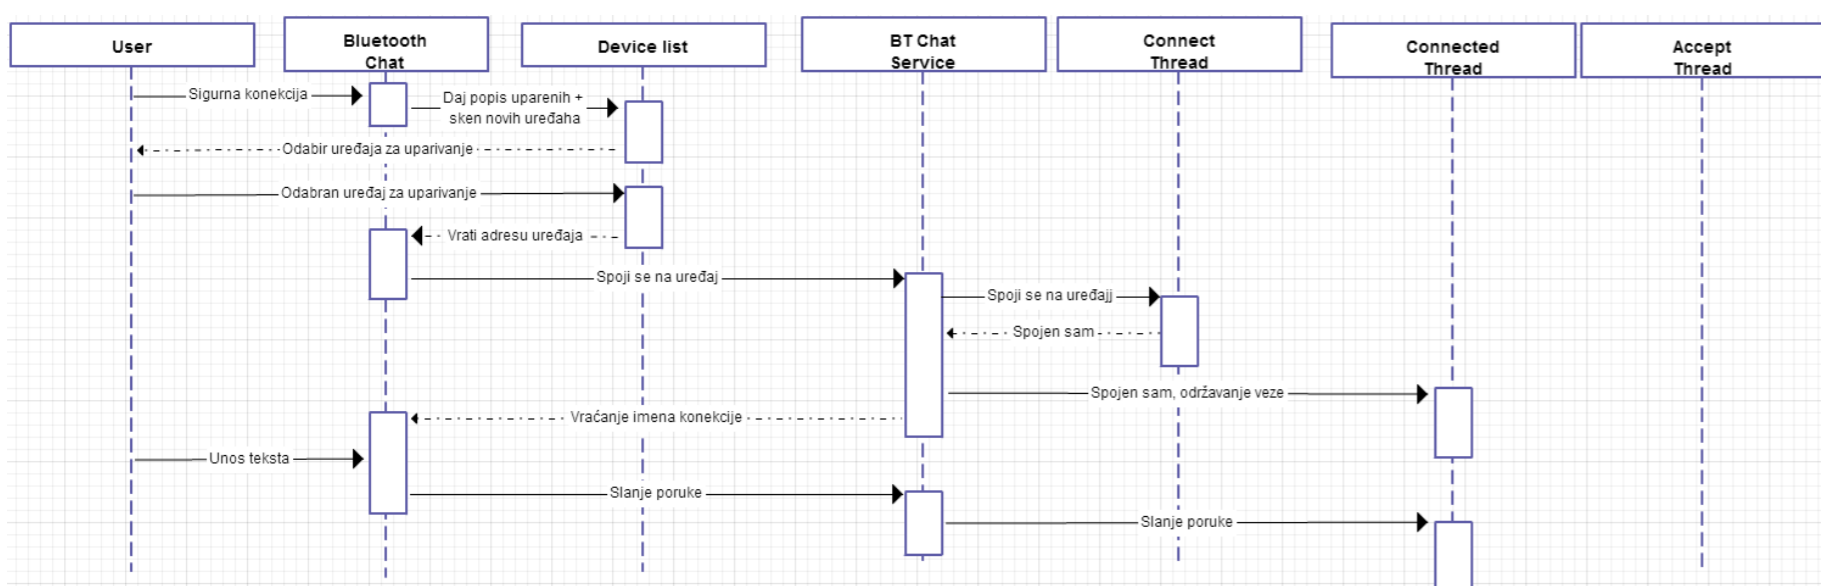 User
Bluetooth
Chat
Device list
BT Chat
Service
Connect
Thread
Connected
Thread
Accept
Thread
Sigurna konekcija
Daj popis uparenih +
sken novih uređaha
Odabir uređaja za uparivanje
Odabran uređaj za uparivanje
Vrati adresu uređaja
Spoji se na uređaj
Spoji se na uređajj
Spojen sam
Spojen sam, održavanje veze
Vraćanje imena konekcije
Unos teksta
Slanje poruke
Slanje poruke